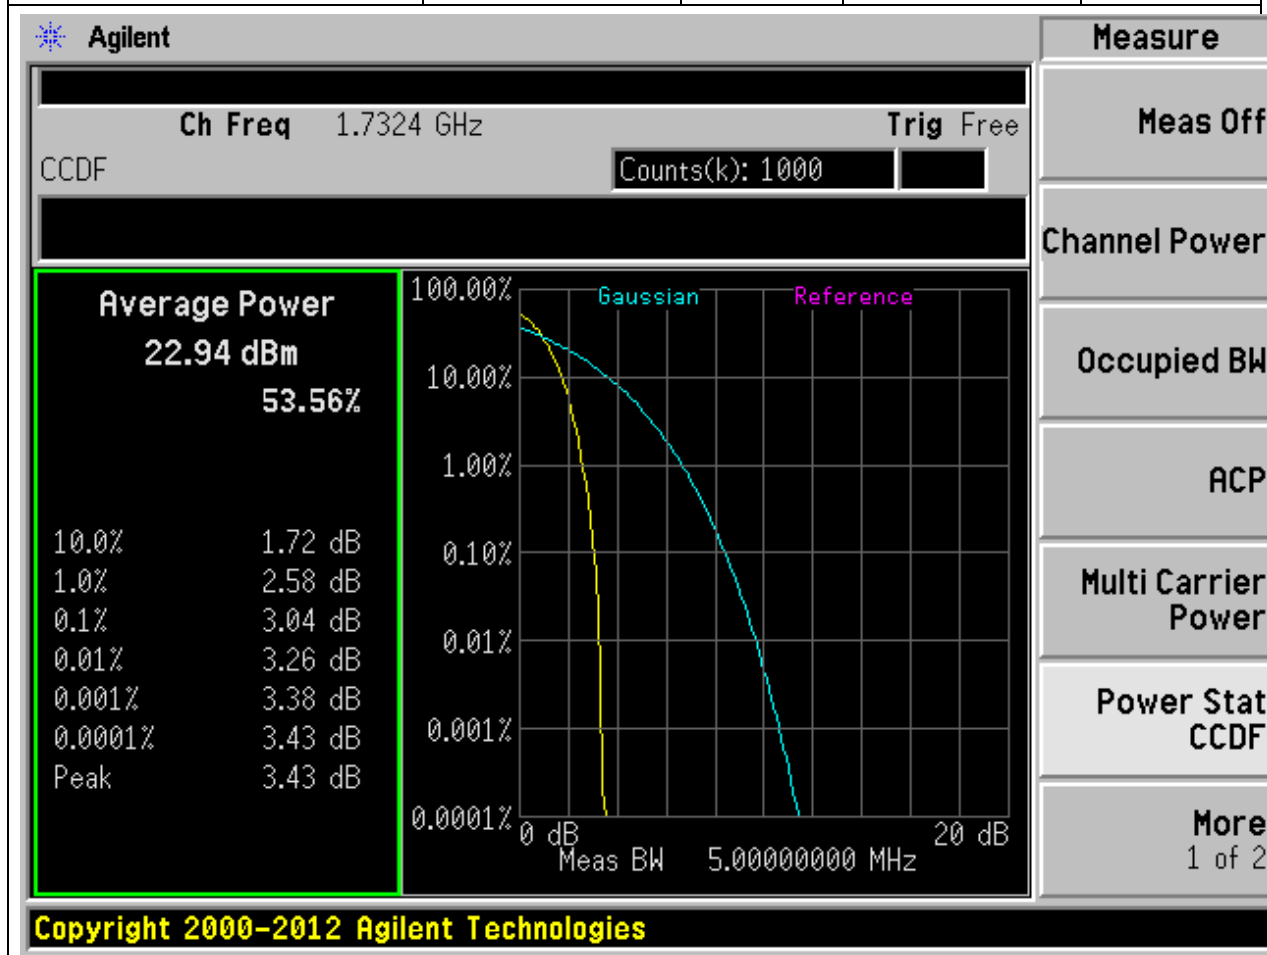 Agilent
Ch Freq 1.7324 GHz Trig Free
CCDF Counts(k): 1000
Average Power
22.94 dBm
53.56%
10.0% 1.72 dB
1.0% 2.58 dB
0.1% 3.04 dB
0.01% 3.26 dB
0.001% 3.38 dB
0.0001% 3.43 dB
Peak 3.43 dB
Gaussian Reference
100.00%
10.00%
1.00%
0.10%
0.01%
0.001%
0.0001%
0 dB 20 dB
Meas BW 5.00000000 MHz
Measure
Meas Off
Channel Power
Occupied BW
ACP
Multi Carrier
Power
Power Stat
CCDF
More
1 of 2
Copyright 2000-2012 Agilent Technologies